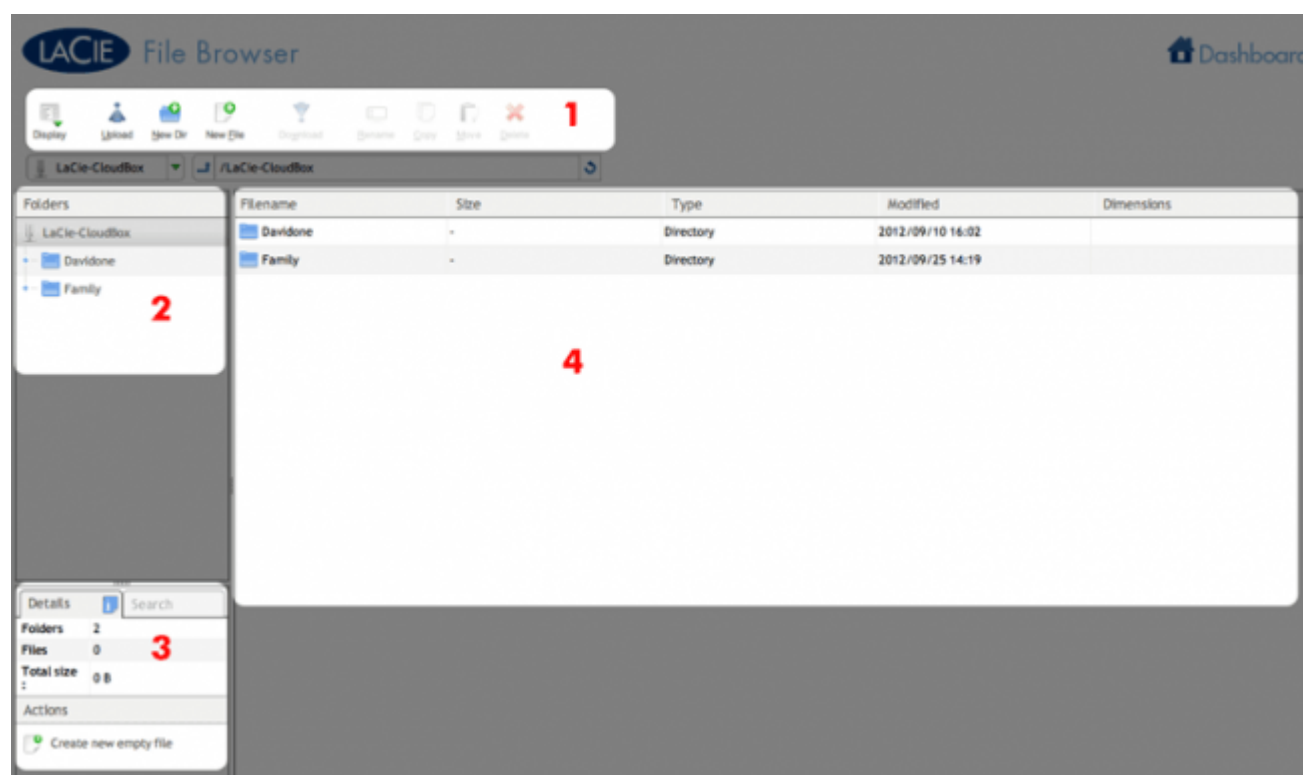 LACIE File Browser
Dashboard
Display Upload New Dir New File Download Rename Copy Move Delete 1
LaCie-CloudBox /LaCie-CloudBox
Folders
LaCie-CloudBox
Davidone
Family
2
Filename Size Type Modified Dimensions
Davidone - Directory 2012/09/10 16:02
Family - Directory 2012/09/25 14:19
4
Details Search
Folders 2
Files 0
3
Total size : 0 B
Actions
Create new empty file